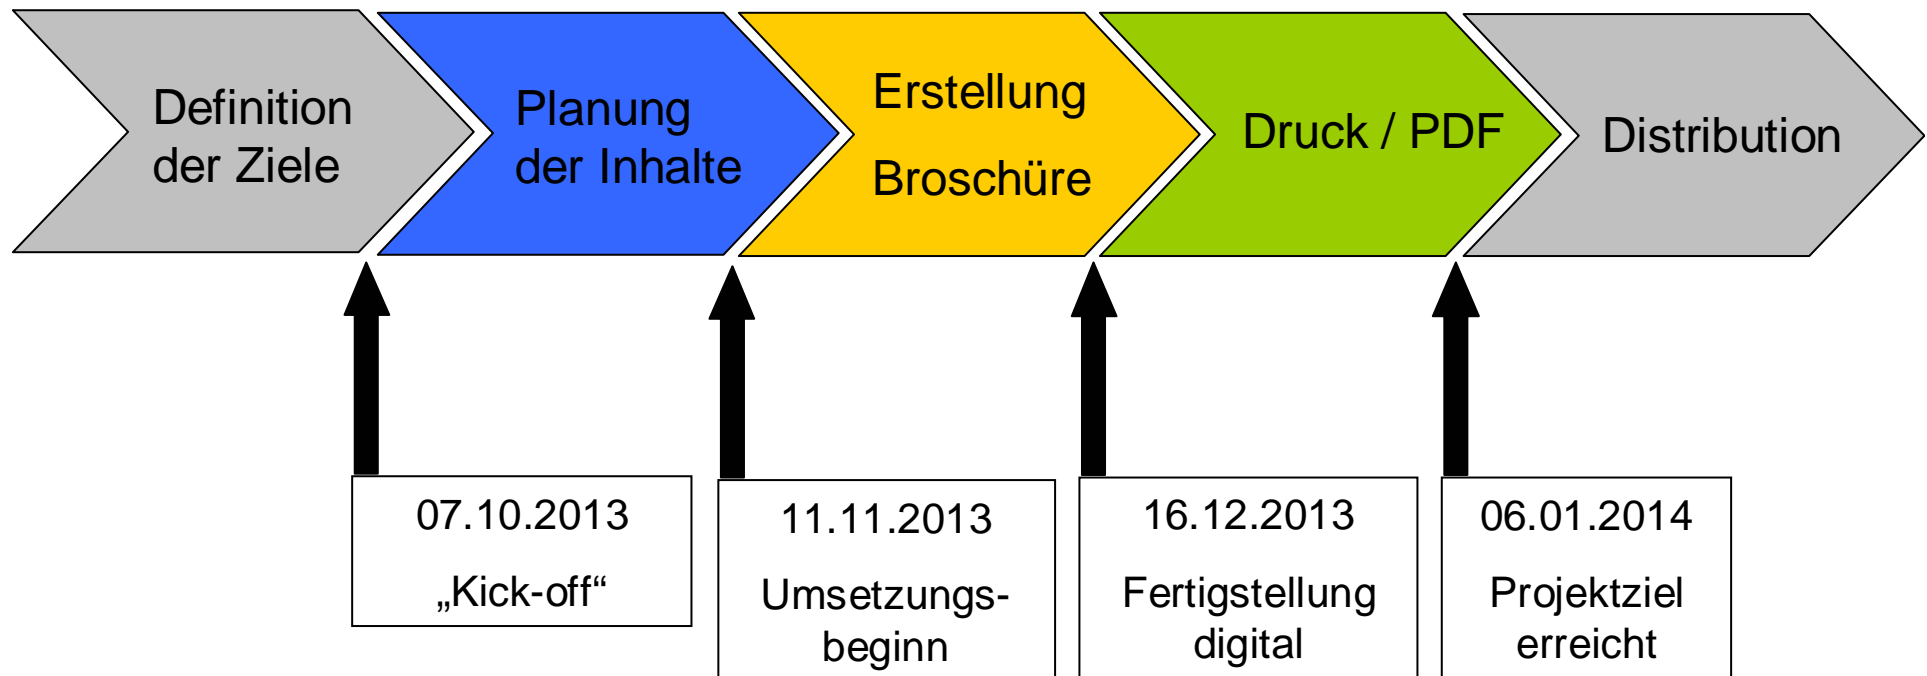 Definition
der Ziele
Planung
der Inhalte
Erstellung
Broschüre
Druck / PDF
Distribution
07.10.2013
„Kick-off“
11.11.2013
Umsetzungs-
beginn
16.12.2013
Fertigstellung
digital
06.01.2014
Projektziel
erreicht